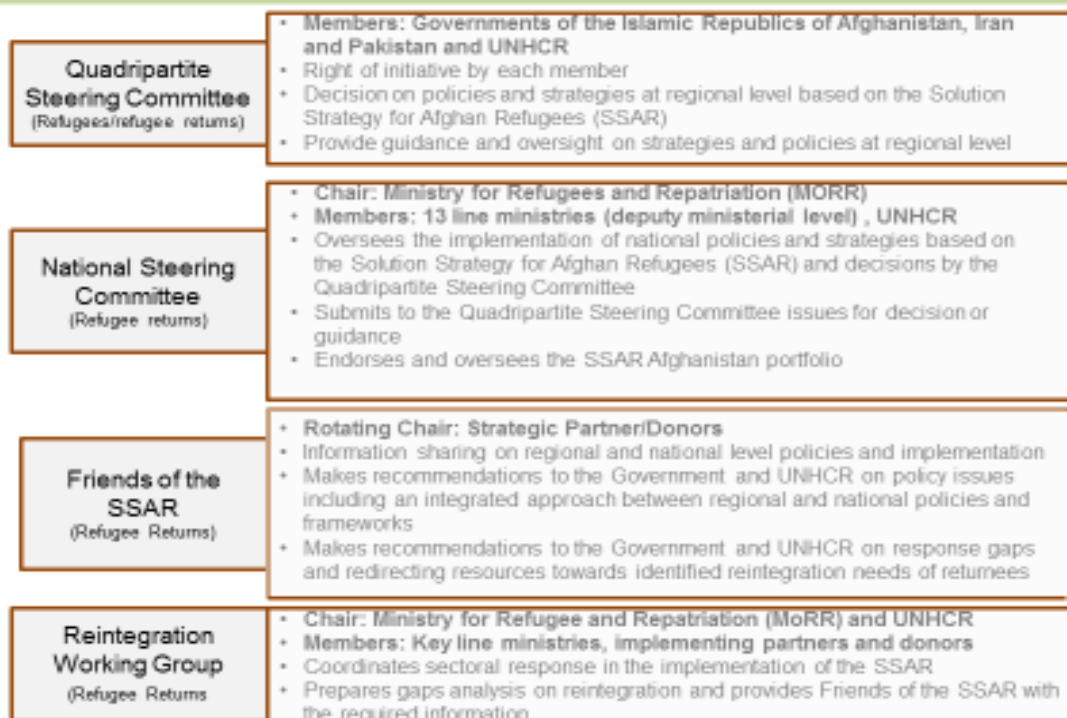 Quadripartite
Steering Committee
(Refugees/refugee returns)
• Members: Governments of the Islamic Republics of Afghanistan, Iran
and Pakistan and UNHCR
• Right of initiative by each member
• Decision on policies and strategies at regional level based on the Solution
Strategy for Afghan Refugees (SSAR)
• Provide guidance and oversight on strategies and policies at regional level
National Steering
Committee
(Refugee returns)
• Chair: Ministry for Refugees and Repatriation (MORR)
• Members: 13 line ministries (deputy ministerial level) , UNHCR
• Oversees the implementation of national policies and strategies based on
the Solution Strategy for Afghan Refugees (SSAR) and decisions by the
Quadripartite Steering Committee
• Submits to the Quadripartite Steering Committee issues for decision or
guidance
• Endorses and oversees the SSAR Afghanistan portfolio
Friends of the
SSAR
(Refugee Returns)
• Rotating Chair: Strategic Partner/Donors
• Information sharing on regional and national level policies and implementation
• Makes recommendations to the Government and UNHCR on policy issues
including an integrated approach between regional and national policies and
frameworks
• Makes recommendations to the Government and UNHCR on response gaps
and redirecting resources towards identified reintegration needs of returnees
Reintegration
Working Group
(Refugee Returns
• Chair: Ministry for Refugee and Repatriation (MoRR) and UNHCR
• Members: Key line ministries, implementing partners and donors
• Coordinates sectoral response in the implementation of the SSAR
• Prepares gaps analysis on reintegration and provides Friends of the SSAR with
the required information